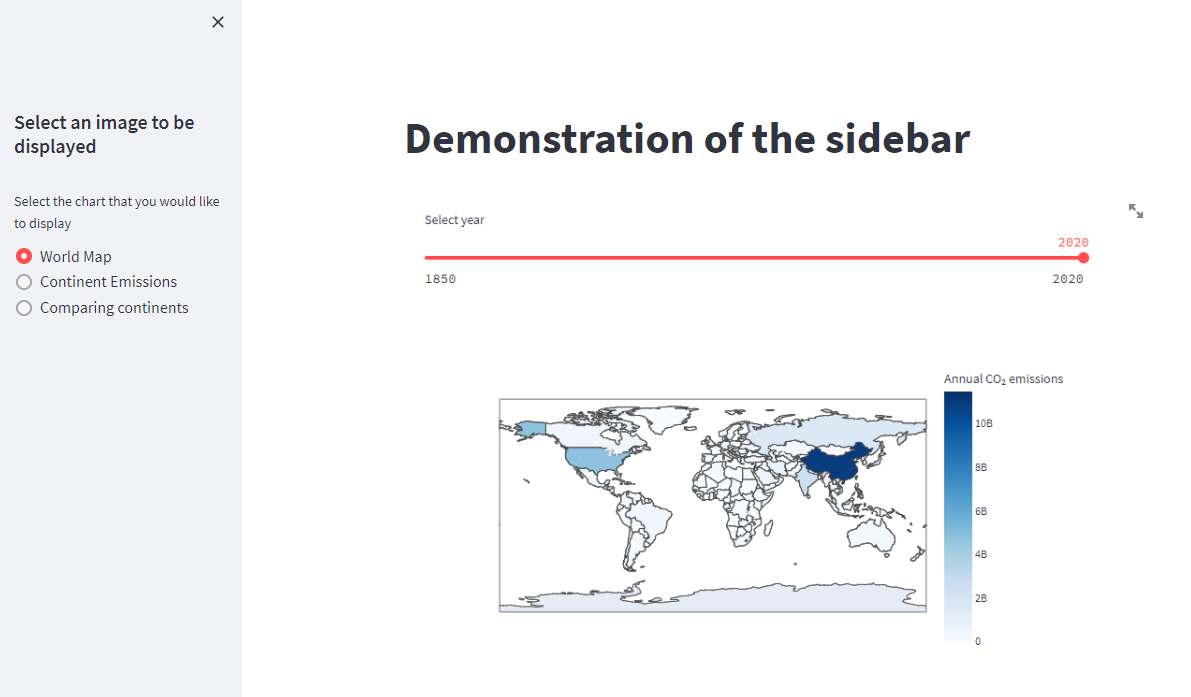 Select an image to be
displayed
Select the chart that you would like
to display
World Map
Continent Emissions
Comparing continents
Demonstration of the sidebar
Select year
2020
1850
2020
Annual CO₂ emissions
10B
8B
6B
4B
2B
0